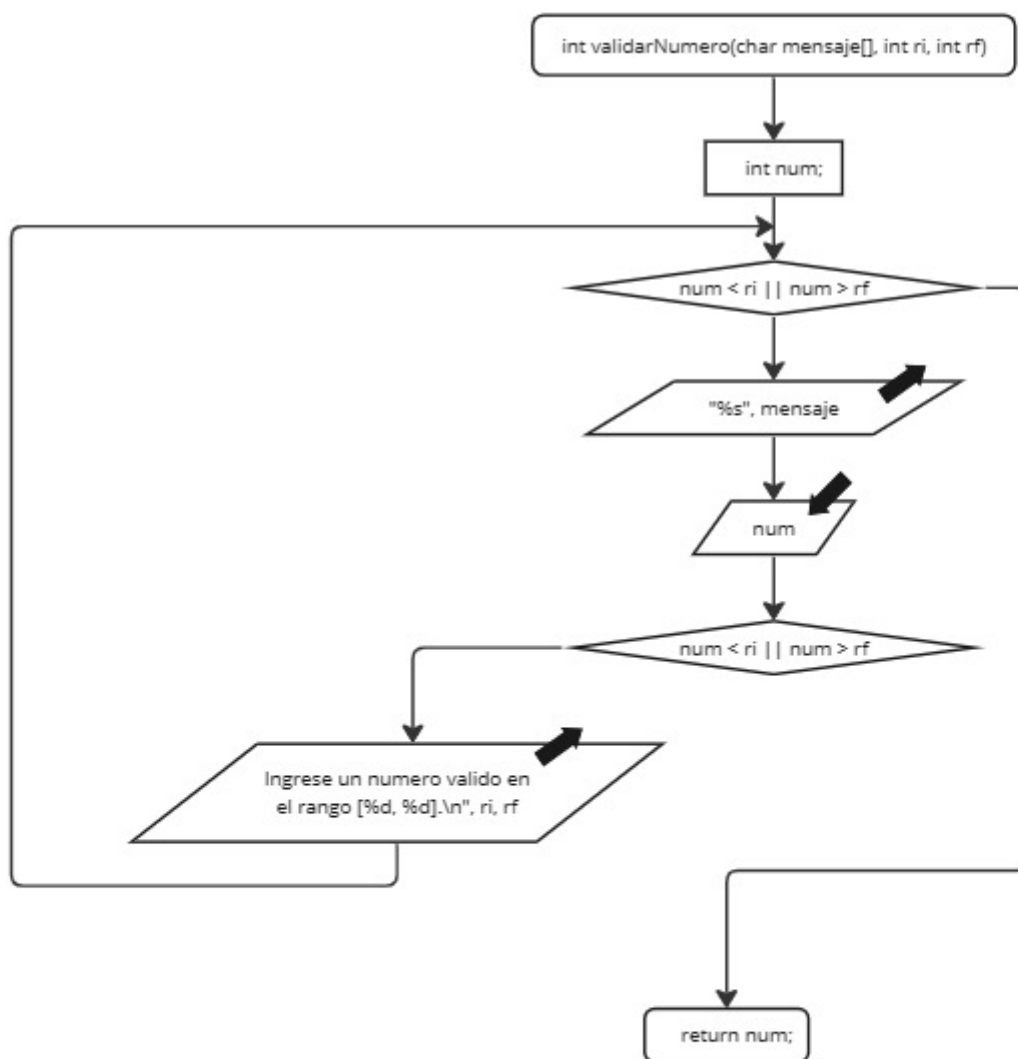 int validarNumero(char mensaje[], int ri, int rf)
int num;
num < ri || num > rf
"%s", mensaje
num
num < ri || num > rf
Ingrese un numero valido en
el rango [%d, %d].\n", ri, rf
return num;